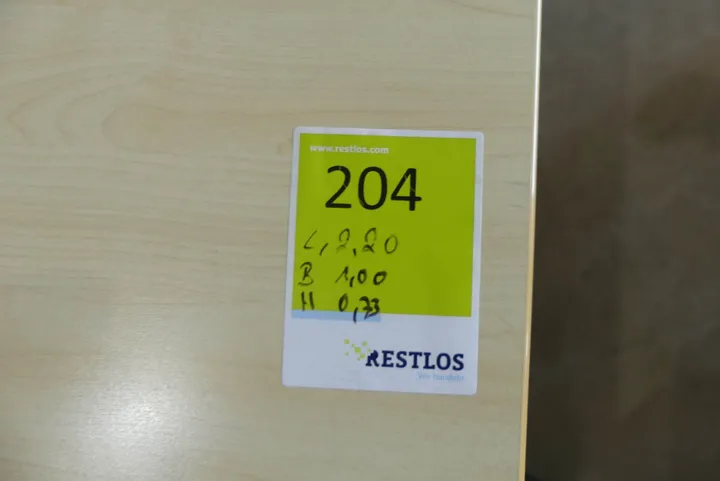 www.restlos.com
204
L, 2,20
B 1,00
H 0,73
RESTLOS